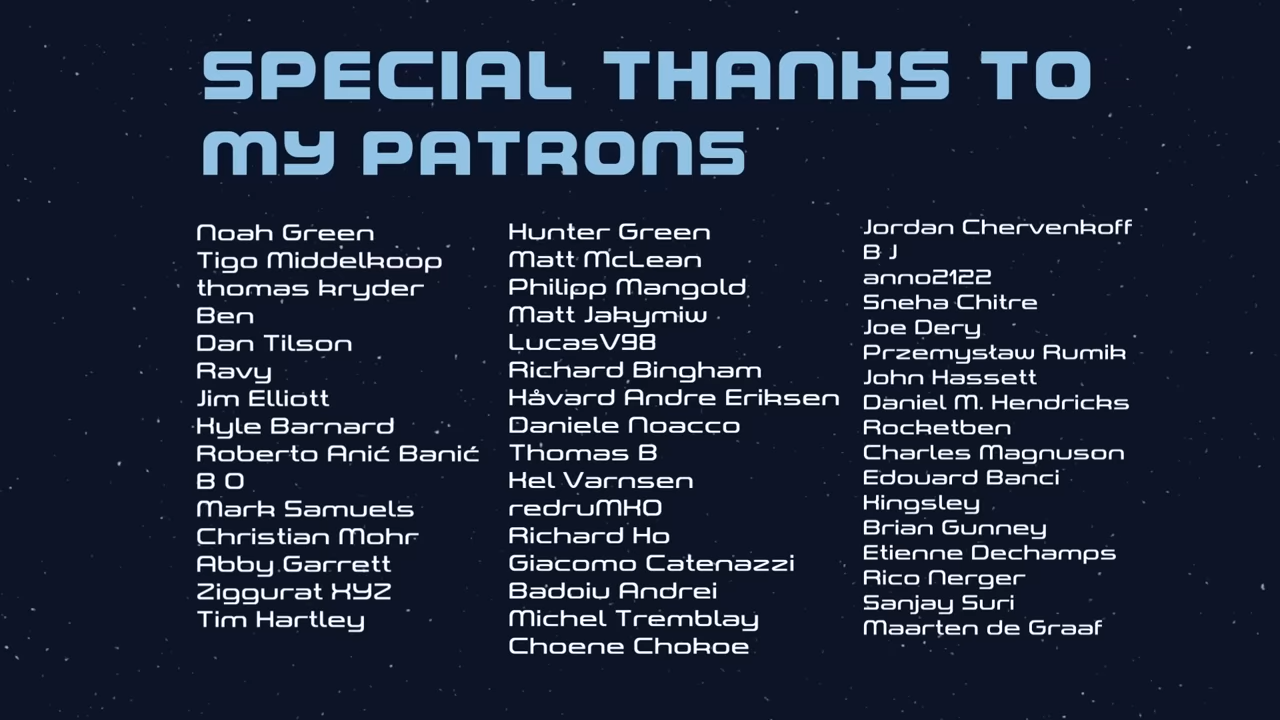 SPECIAL THANKS TO
MY PATRONS
Noah Green
Tigo Middelkoop
thomas kryder
Ben
Dan Tilson
Ravy
Jim Elliott
Kyle Barnard
Roberto Anić Banić
B O
Mark Samuels
Christian Mohr
Abby Garrett
Ziggurat XYZ
Tim Hartley
Hunter Green
Matt McLean
Philipp Mangold
Matt Jakymiw
LucasV98
Richard Bingham
Håvard Andre Eriksen
Daniele Noacco
Thomas B
Kel Varnsen
redruMKO
Richard Ho
Giacomo Catenazzi
Badoiu Andrei
Michel Tremblay
Choene Chokoe
Jordan Chervenkoff
B J
anno2122
Sneha Chitre
Joe Dery
Przemysław Rumik
John Hassett
Daniel M. Hendricks
Rocketben
Charles Magnuson
Edouard Banci
Kingsley
Brian Gunney
Etienne Dechamps
Rico Nerger
Sanjay Suri
Maarten de Graaf